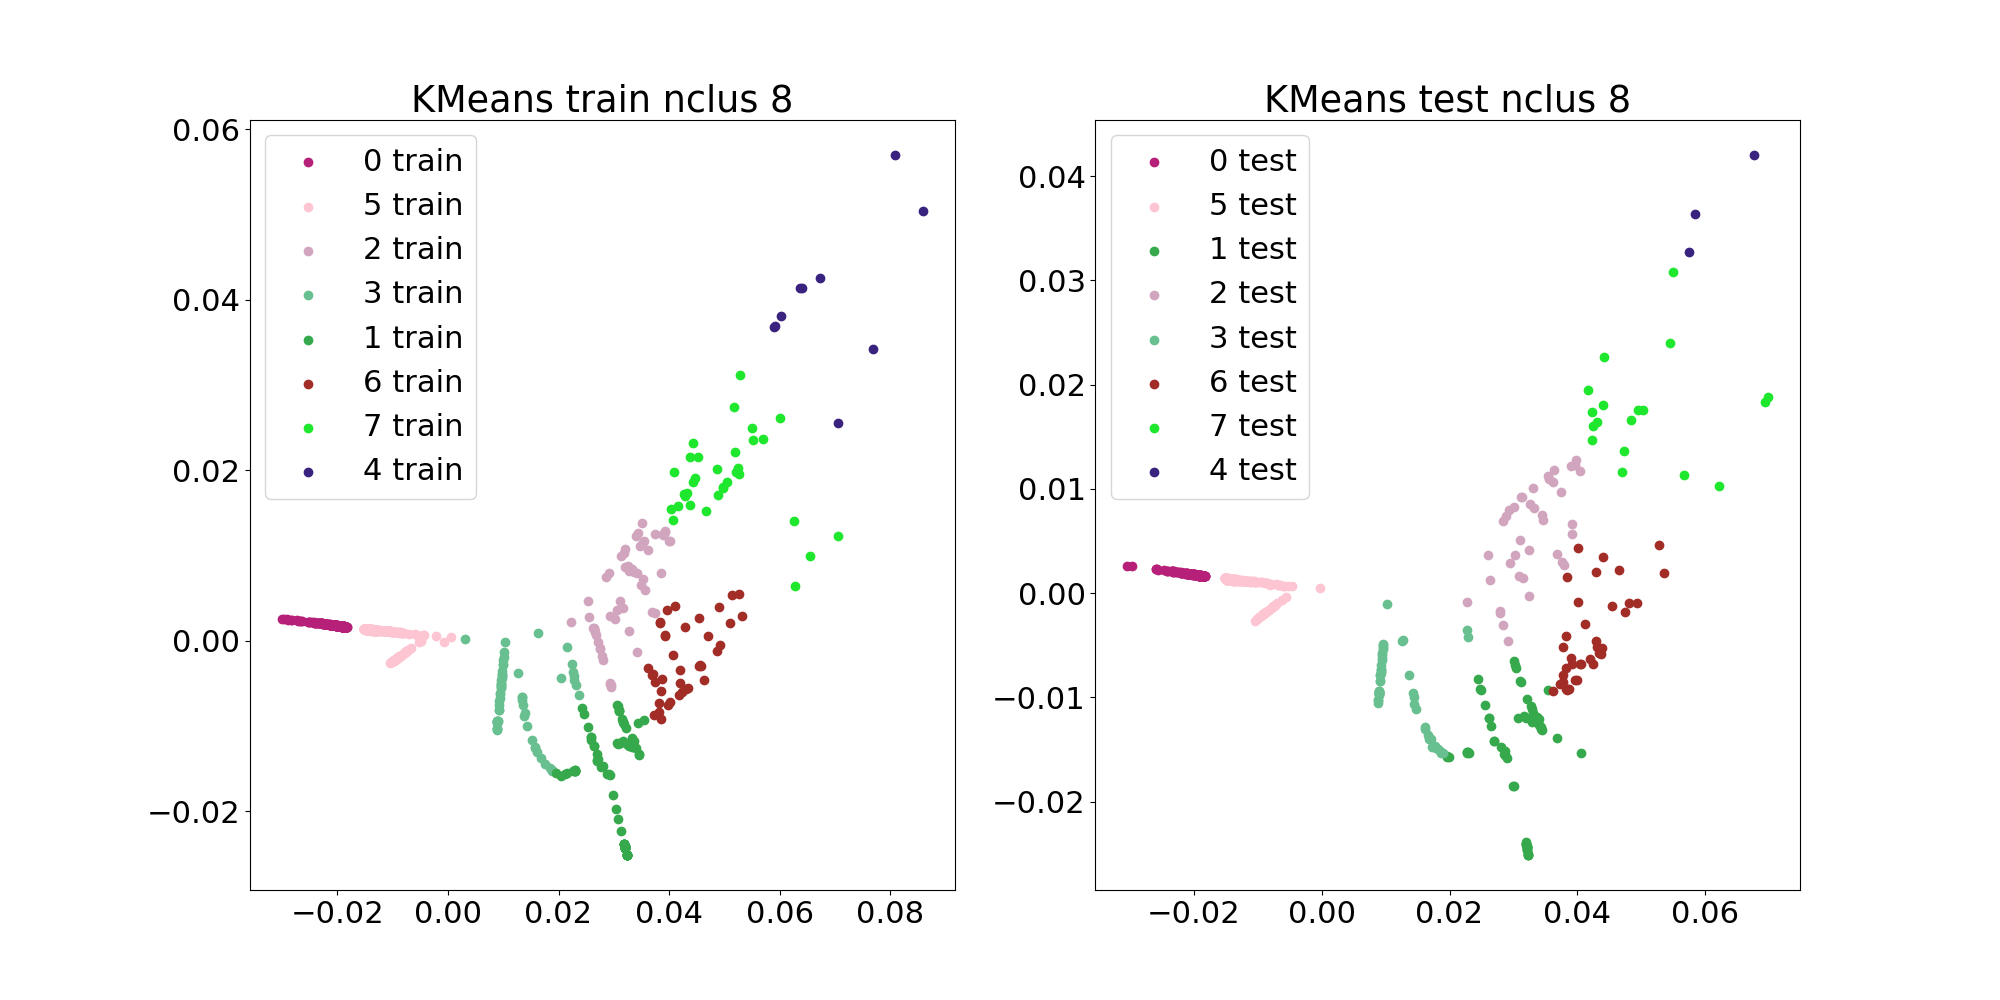 KMeans train nclus 8
0.06
0.04
0.02
0.00
−0.02
0 train
5 train
2 train
3 train
1 train
6 train
7 train
4 train
−0.02 0.00 0.02 0.04 0.06 0.08
KMeans test nclus 8
0.04
0.03
0.02
0.01
0.00
−0.01
−0.02
0 test
5 test
1 test
2 test
3 test
6 test
7 test
4 test
−0.02 0.00 0.02 0.04 0.06